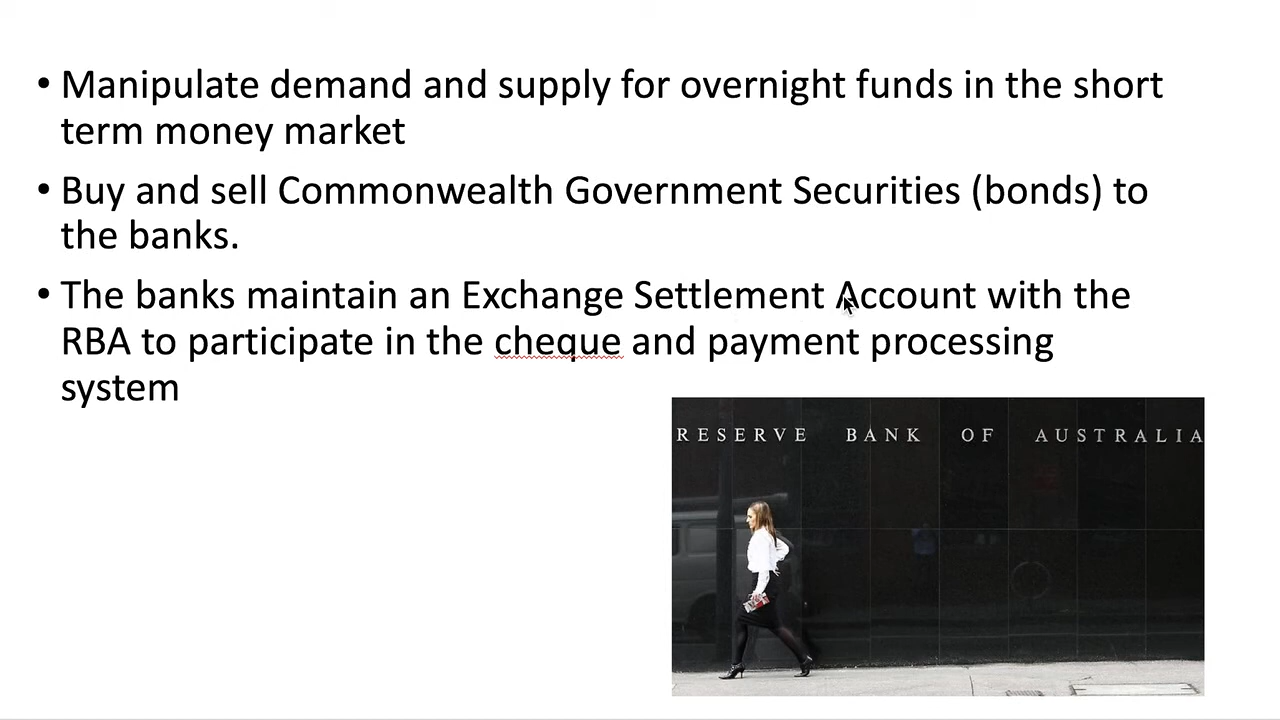 • Manipulate demand and supply for overnight funds in the short
term money market
• Buy and sell Commonwealth Government Securities (bonds) to
the banks.
• The banks maintain an Exchange Settlement Account with the
RBA to participate in the cheque and payment processing
system
RESERVE BANK OF AUSTRALIA